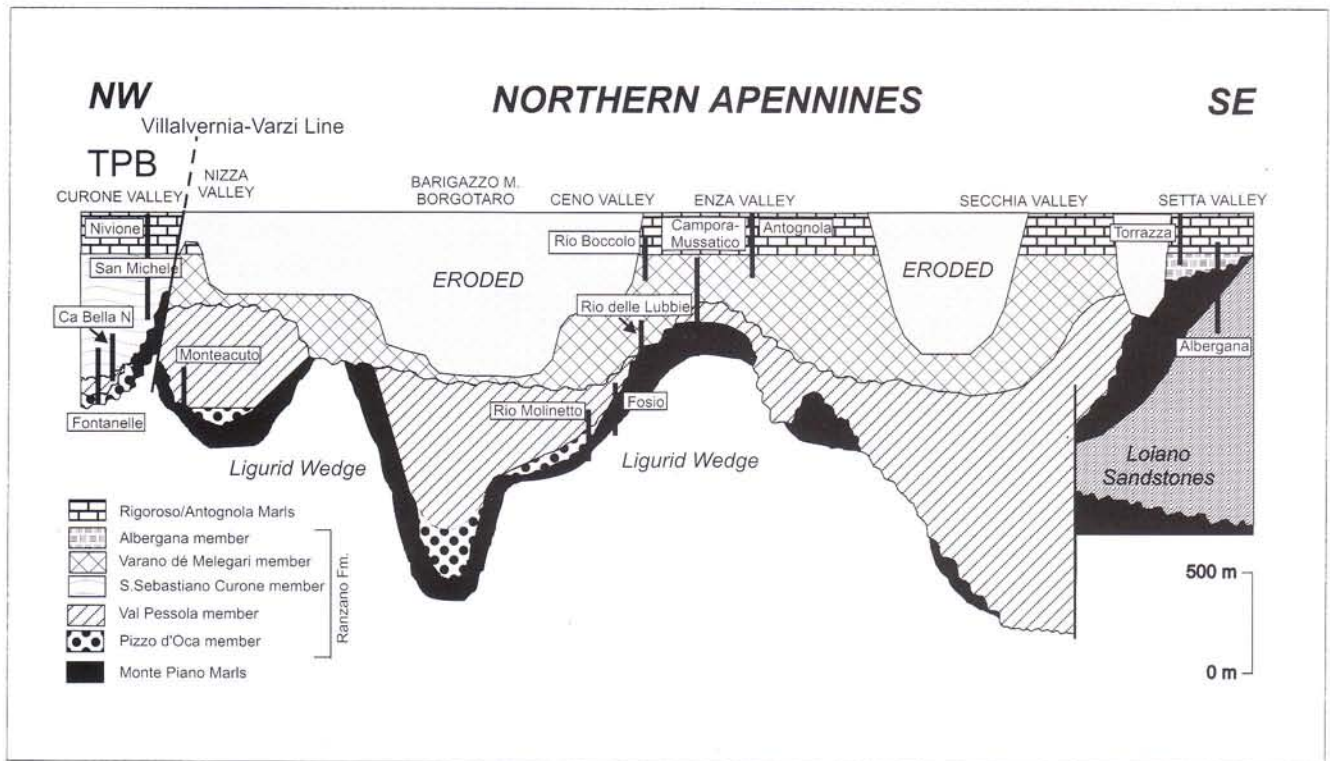 NW
NORTHERN APENNINES
SE
Villalvernia-Varzi Line
TPB
CURONE VALLEY
NIZZA
VALLEY
BARIGAZZO M.
BORGOTARO
CENO VALLEY
ENZA VALLEY
SECCHIA VALLEY
SETTA VALLEY
Nivione
San Michele
Ca Bella N
Fontanelle
Monteacuto
ERODED
Rio Boccolo
Campora-
Mussatico
Antognola
Rio delle Lubbie
Rio Molinetto
Fosio
ERODED
Torrazza
Albergana
Ligurid Wedge
Ligurid Wedge
Loiano
Sandstones
Rigoroso/Antognola Marls
Albergana member
Varano dé Melegari member
S.Sebastiano Curone member
Val Pessola member
Pizzo d'Oca member
Monte Piano Marls
Ranzano Fm.
500 m
0 m